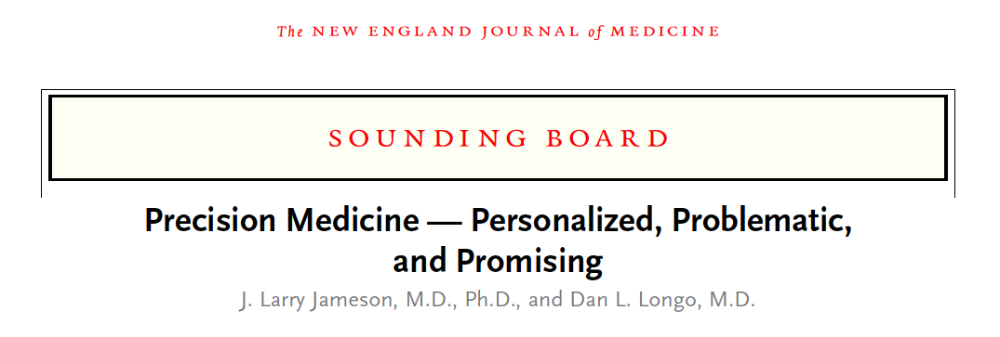 The NEW ENGLAND JOURNAL of MEDICINE
SOUNDING BOARD
Precision Medicine — Personalized, Problematic,
and Promising
J. Larry Jameson, M.D., Ph.D., and Dan L. Longo, M.D.